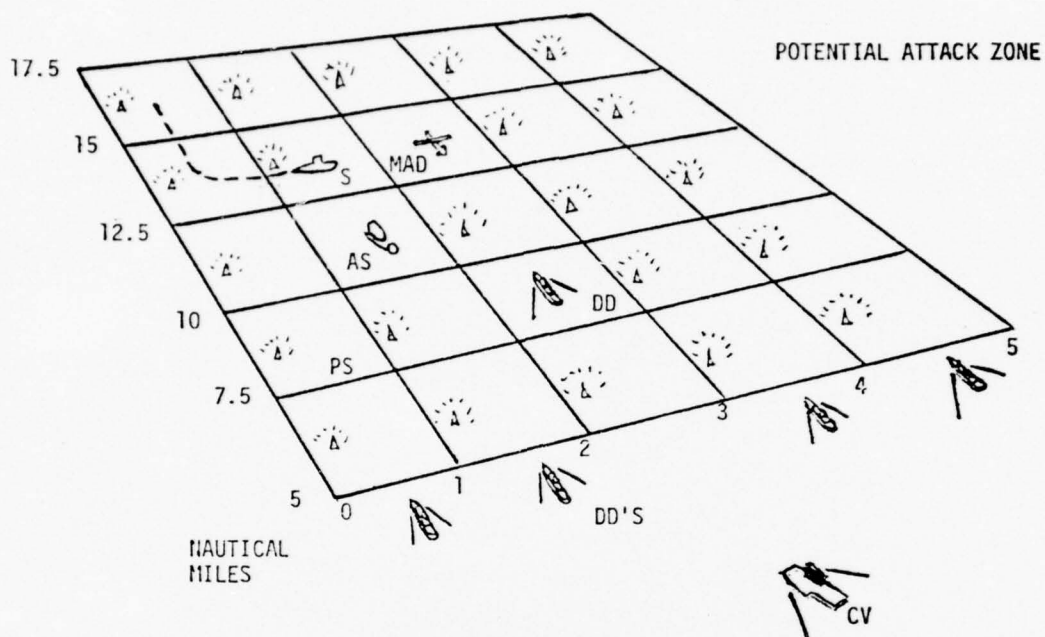 17.5
POTENTIAL ATTACK ZONE
15
MAD
S
12.5
AS
DD
10
PS
5
7.5
4
3
2
1
5 0
DD'S
NAUTICAL
MILES
CV